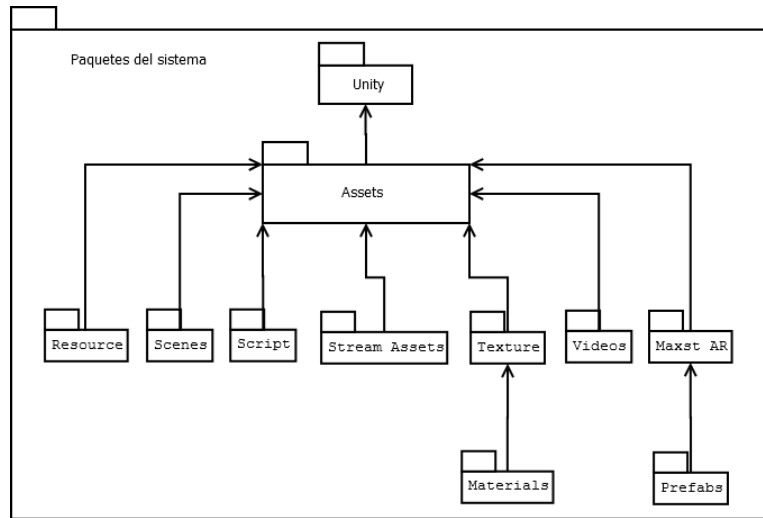 Paquetes del sistema
Unity
Assets
Resource
Scenes
Script
Stream Assets
Texture
Videos
Maxst AR
Materials
Prefabs